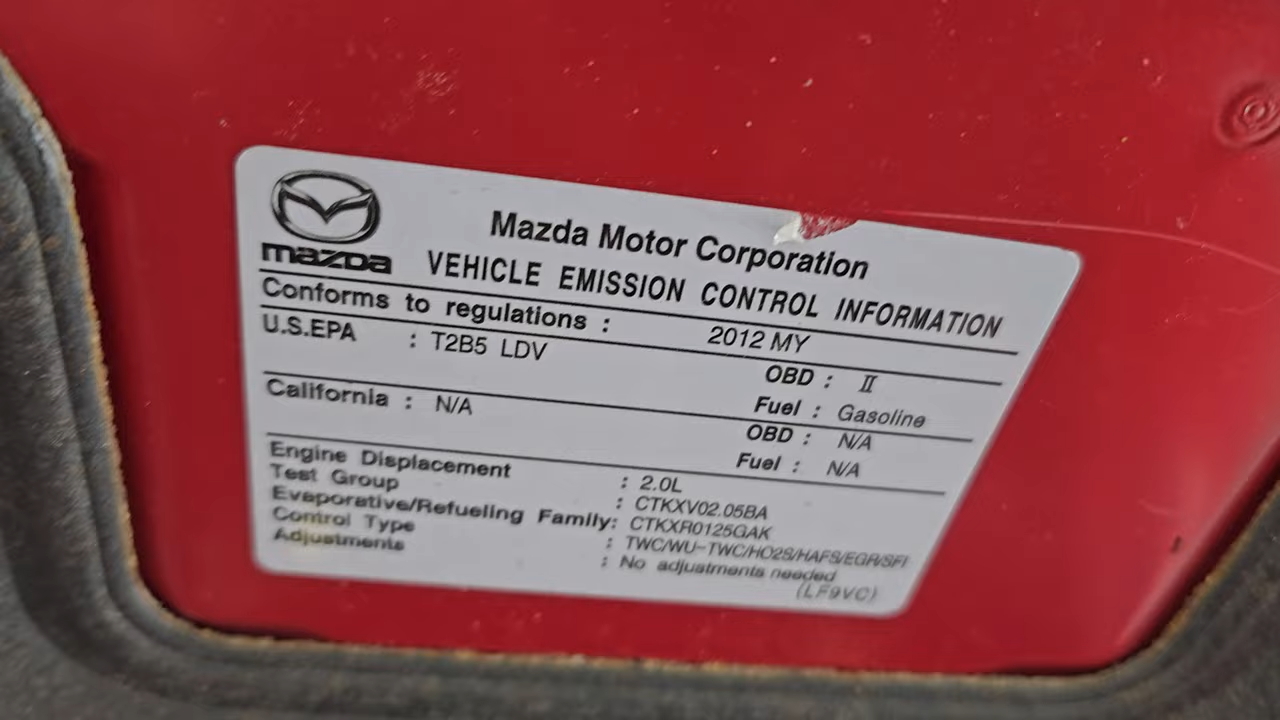 mazda
Mazda Motor Corporation
VEHICLE EMISSION CONTROL INFORMATION
Conforms to regulations : 2012 MY
U.S.EPA : T2B5 LDV OBD : II
Fuel : Gasoline
California : N/A OBD : N/A
Fuel : N/A
Engine Displacement : 2.0L
Test Group : CTKXV02.05BA
Evaporative/Refueling Family: CTKXR0125GAK
Control Type : TWC/WU-TWC/HO2S/HAFS/EGR/SFI
Adjustments : No adjustments needed
(LF9VC)